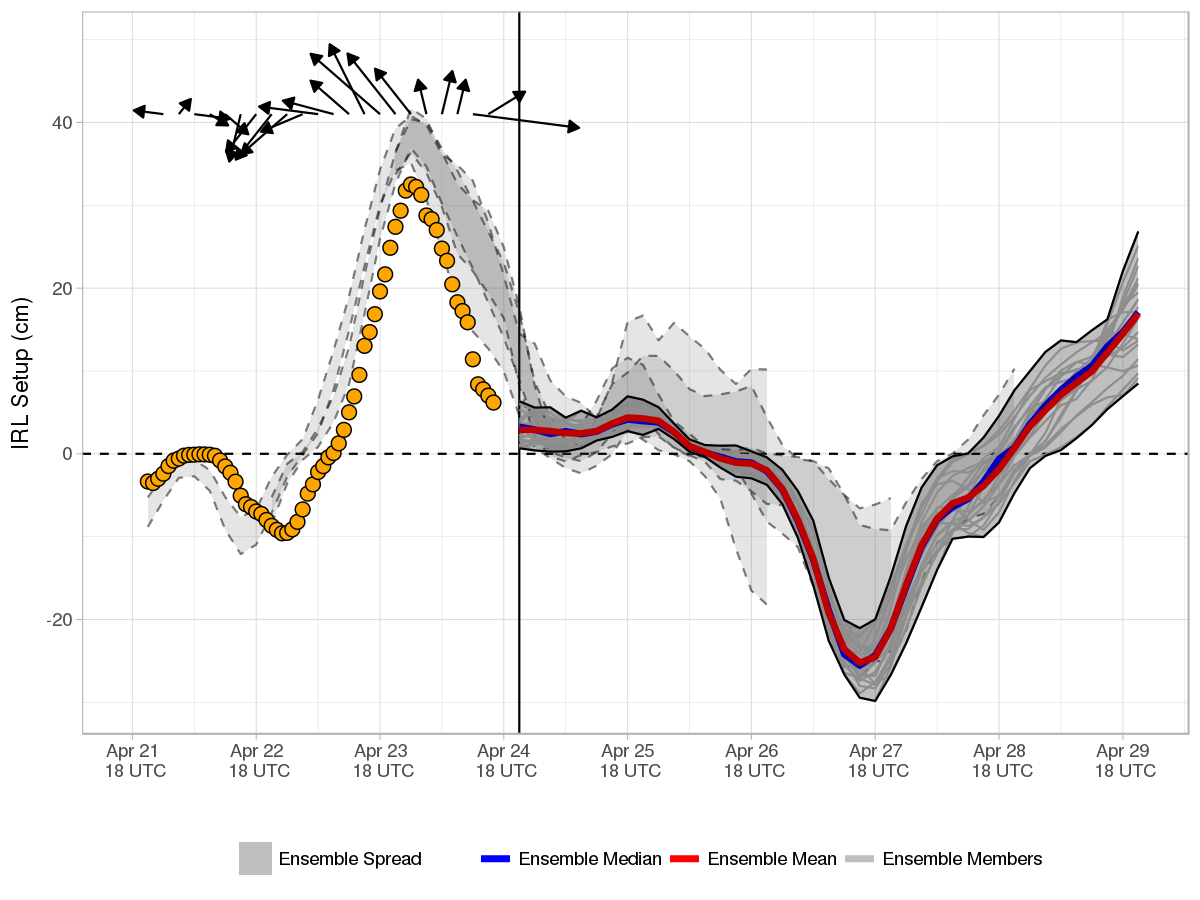 IRL Setup (cm)
40
20
0
-20
Apr 21 Apr 22 Apr 23 Apr 24 Apr 25 Apr 26 Apr 27 Apr 28 Apr 29
18 UTC 18 UTC 18 UTC 18 UTC 18 UTC 18 UTC 18 UTC 18 UTC 18 UTC
Ensemble Spread Ensemble Median Ensemble Mean Ensemble Members